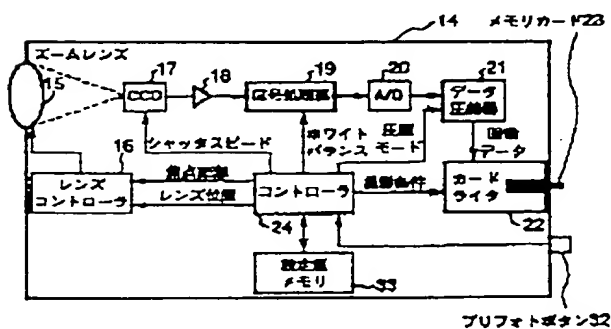 14
メモリカード23
ズームレンズ
15
17
CCD
18
19
信号処理部
20
A/D
21
データ
圧縮器
シャッタスピード
ホワイト
バランス
圧縮
モード
画像
データ
16
レンズ
コントローラ
焦点距離
レンズ位置
コントローラ
24
撮影条件
カード
ライタ
22
設定値
メモリ
33
プリフォトボタン32